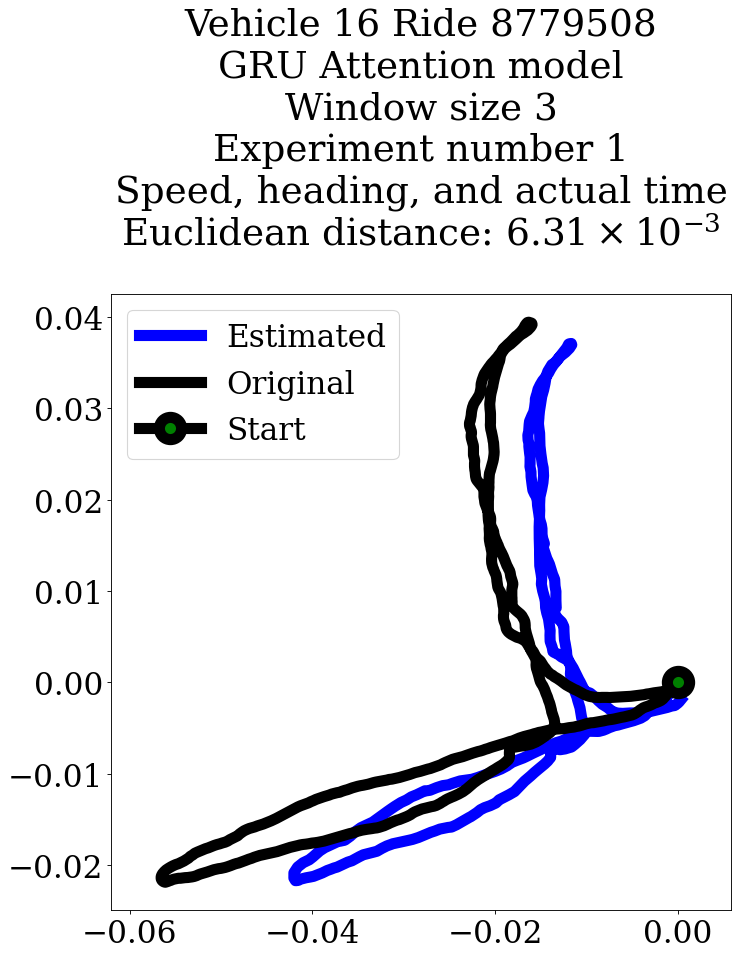 Vehicle 16 Ride 8779508
GRU Attention model
Window size 3
Experiment number 1
Speed, heading, and actual time
Euclidean distance: 6.31 × 10⁻³
Estimated
Original
Start
0.04
0.03
0.02
0.01
0.00
−0.01
−0.02
−0.06 −0.04 −0.02 0.00